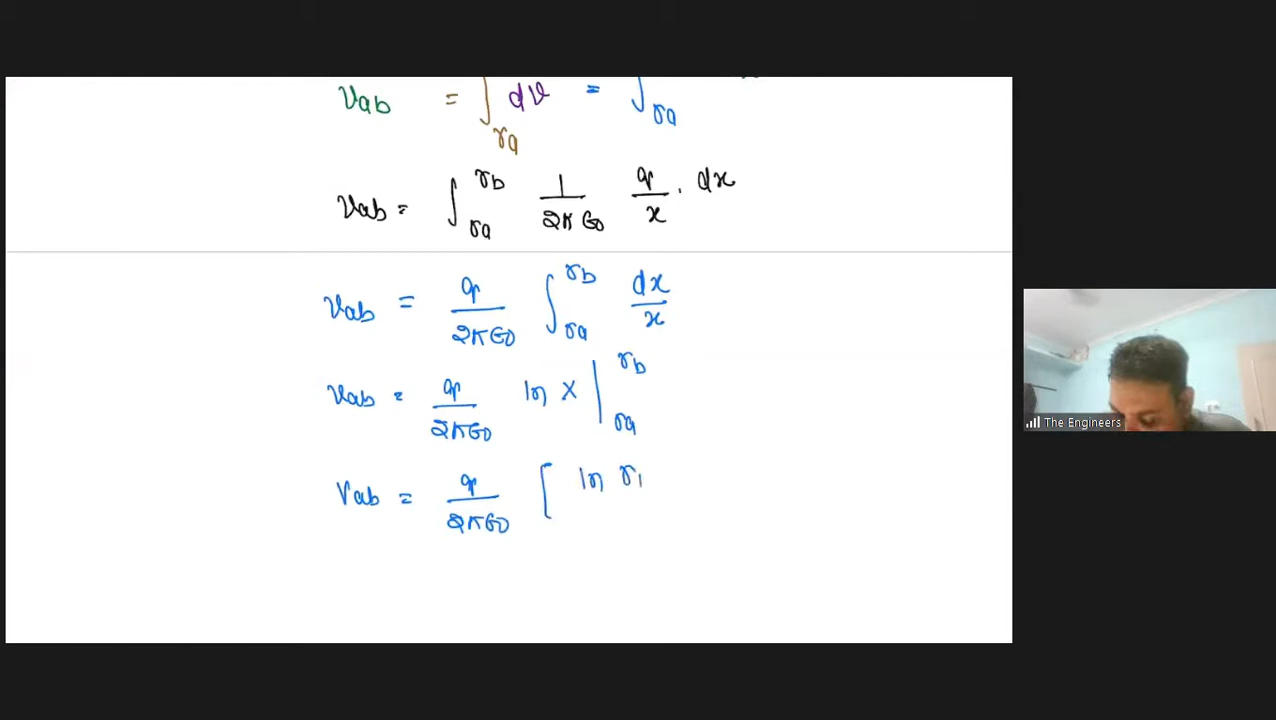 Vab = ∫ra dV = ∫ra
Vab = ∫ra^rb 1/2πϵ0 q/x . dx
Vab = q/2πϵ0 ∫ra^rb dx/x
Vab = q/2πϵ0 ln x |ra^rb
Vab = q/2πϵ0 [ ln r
The Engineers